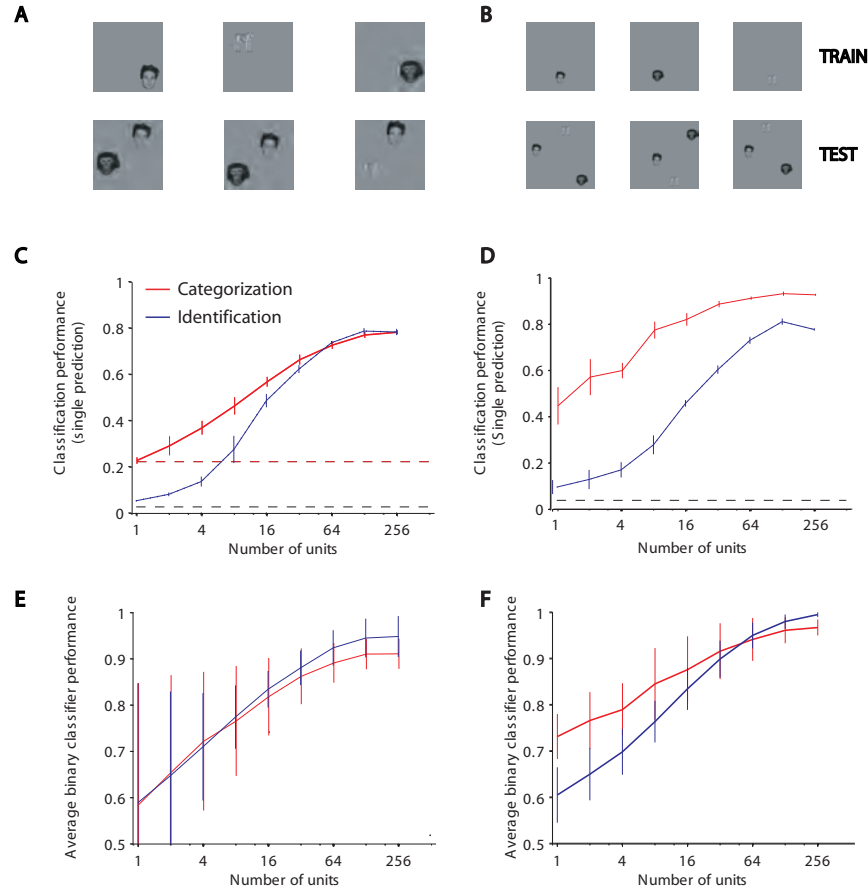 A
B
TRAIN
TEST
C
Classification performance
(single prediction)
1
0.8
0.6
0.4
0.2
0
Categorization
Identification
1 4 16 64 256
Number of units
D
Classification performance
(Single prediction)
1
0.8
0.6
0.4
0.2
0
1 4 16 64 256
Number of units
E
Average binary classifier performance
1
0.9
0.8
0.7
0.6
0.5
1 4 16 64 256
Number of units
F
Average binary classifier performance
1
0.9
0.8
0.7
0.6
0.5
1 4 16 64 256
Number of units